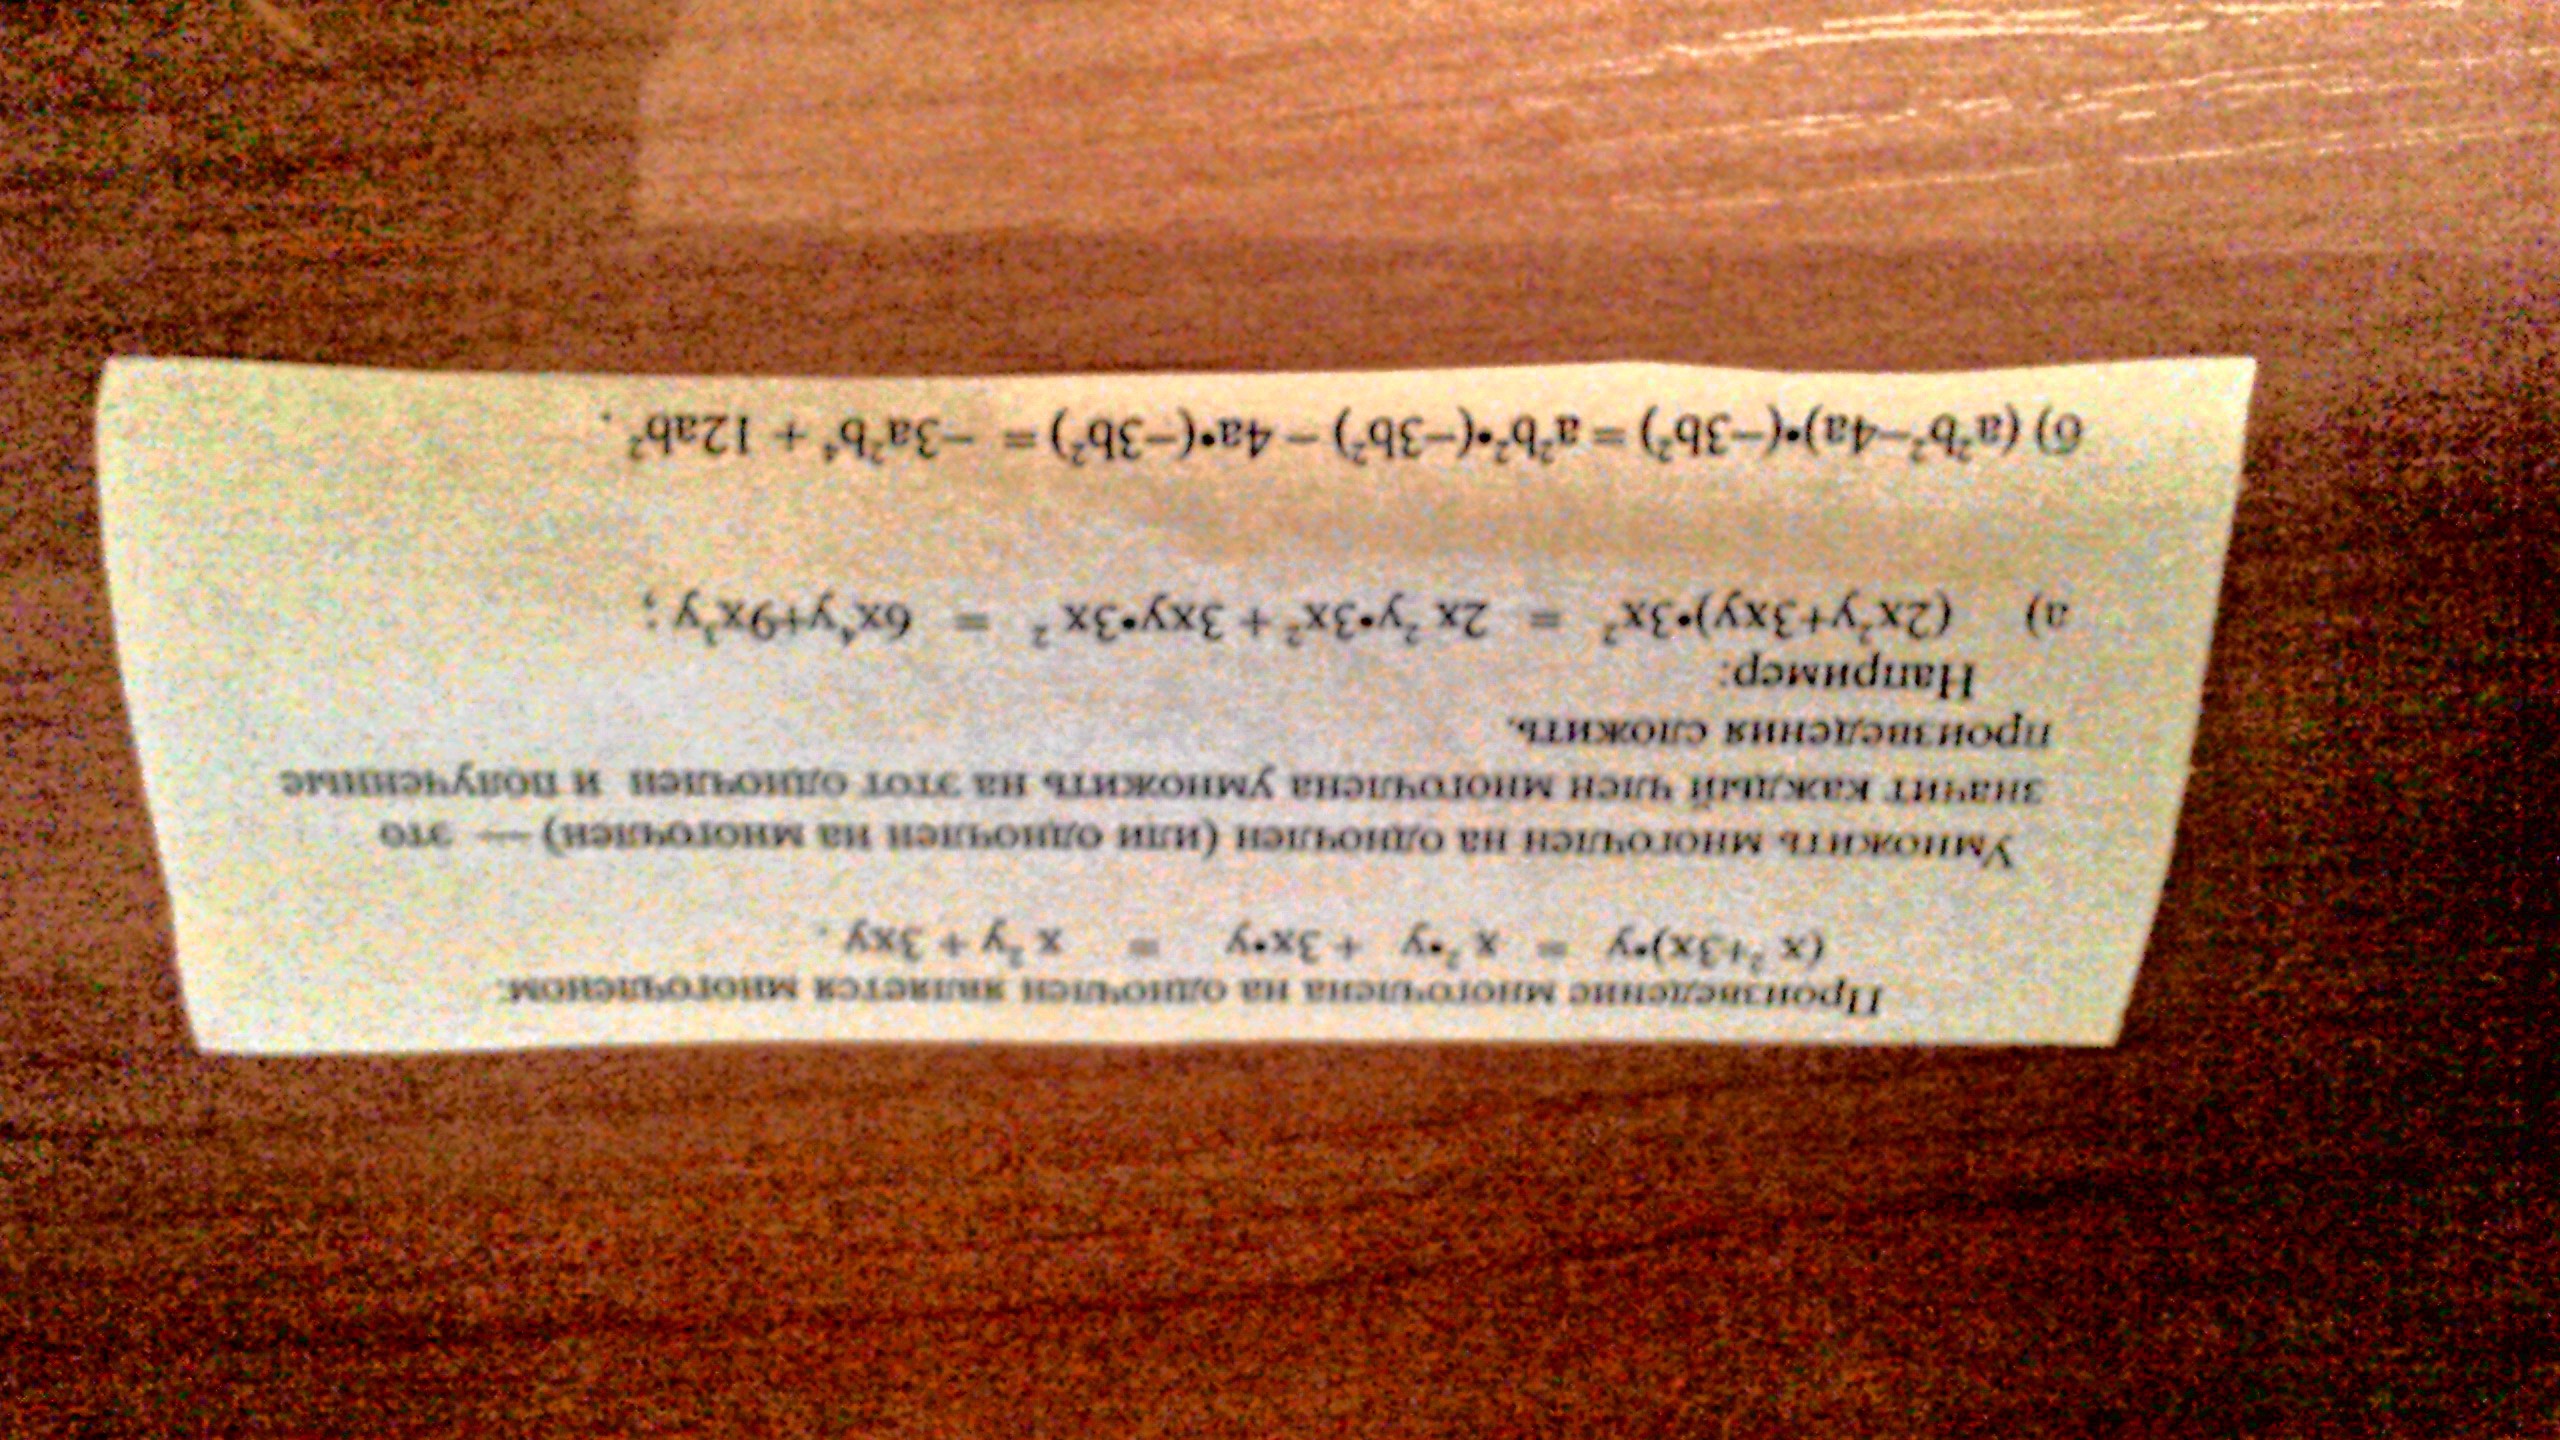 Произведение многочлена на одночлен является многочленом:
(x²+3x)•y = x²•y + 3x•y = x²y + 3xy.
Умножить многочлен на одночлен (или одночлен на многочлен) — это
значит каждый член многочлена умножить на этот одночлен и полученные
произведения сложить.
Например:
а) (2x²y+3xy)•3x² = 2x²y•3x² + 3xy•3x² = 6x⁴y+9x³y;
б) (a²b²–4a)•(–3b²) = a²b²•(–3b²) – 4a•(–3b²) = –3a²b⁴ + 12ab².